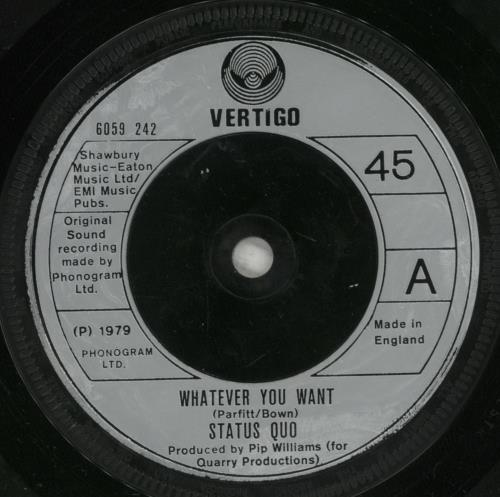 VERTIGO
6059 242
Shawbury
Music-Eaton
Music Ltd/
EMI Music
Pubs.
Original
Sound
recording
made by
Phonogram
Ltd.
(P) 1979
PHONOGRAM
LTD.
45
A
Made in
England
WHATEVER YOU WANT
(Parfitt/Bown)
STATUS QUO
Produced by Pip Williams (for
Quarry Productions)